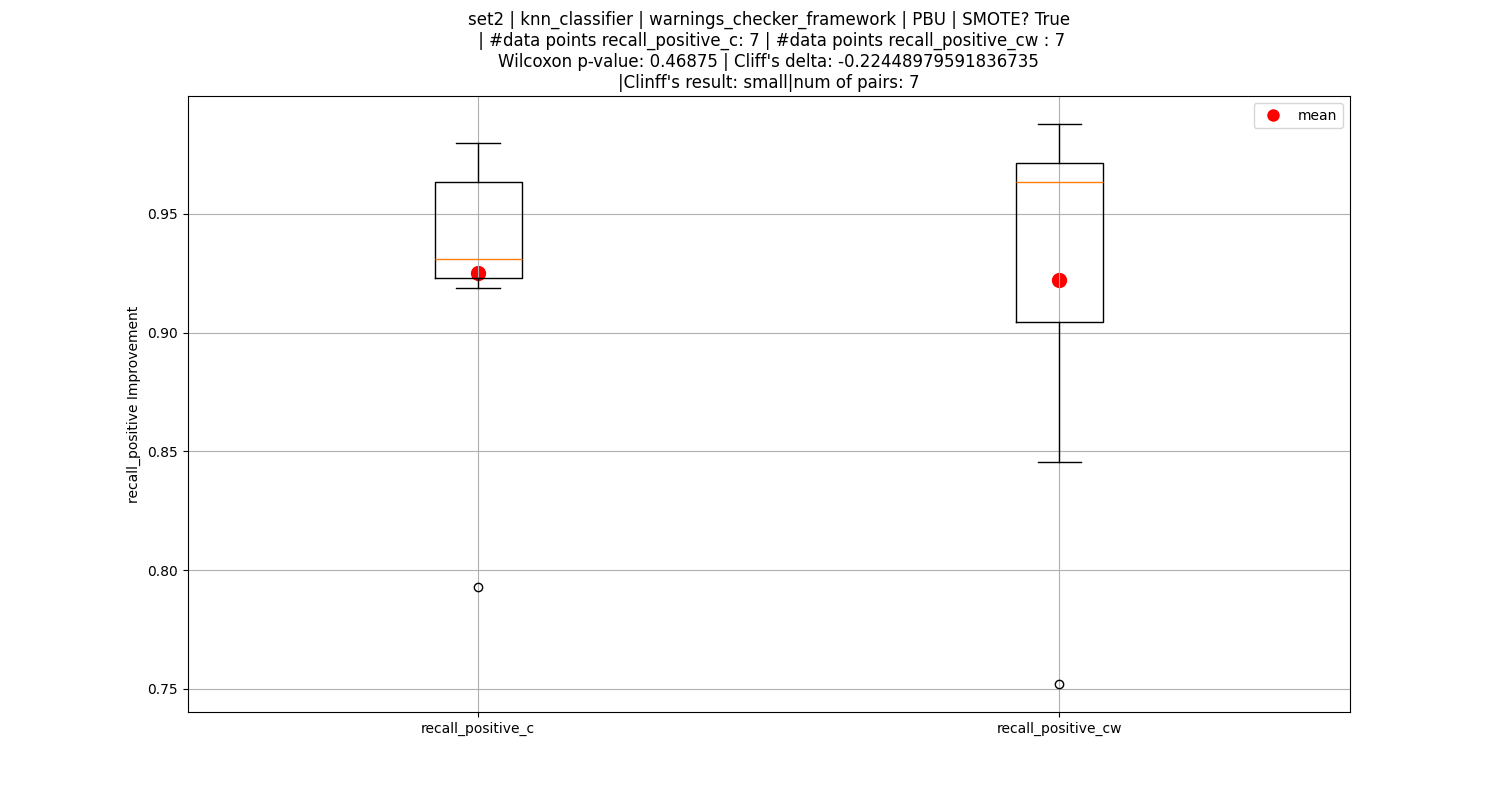 set2 | knn_classifier | warnings_checker_framework | PBU | SMOTE? True
| #data points recall_positive_c: 7 | #data points recall_positive_cw : 7
Wilcoxon p-value: 0.46875 | Cliff's delta: -0.22448979591836735
|Clinff's result: small|num of pairs: 7
mean
recall_positive Improvement
0.95
0.90
0.85
0.80
0.75
recall_positive_c
recall_positive_cw